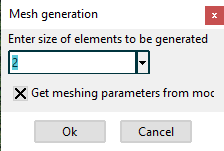 Mesh generation
Enter size of elements to be generated
2
Get meshing parameters from moc
Ok
Cancel